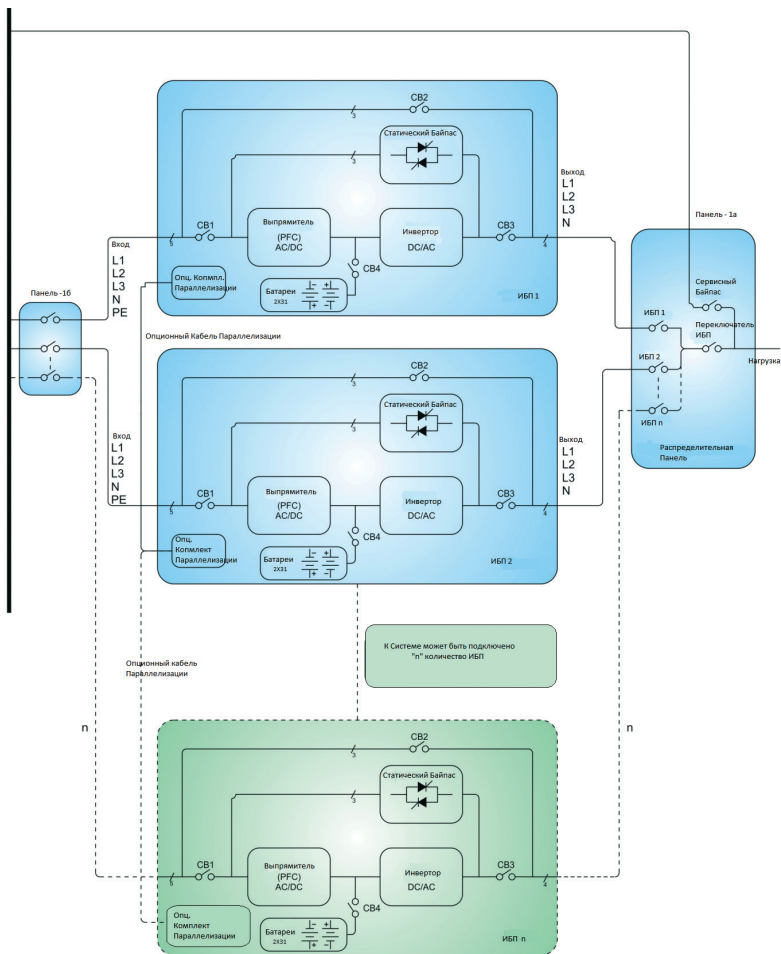 CB2
3
Статический Байпас
3
Выход
L1
L2
L3
N
CB1
Выпрямитель
(PFC)
AC/DC
Инвертор
DC/AC
CB3
5
4
Вход
L1
L2
L3
N
PE
Панель -1б
Опц. Копмпл.
Параллелизации
Батареи
2X31
CB4
ИБП 1
Панель - 1а
Сервисный
Байпас
ИБП 1
Переключатель
ИБП
ИБП 2
Нагрузка
ИБП n
Распределительная
Панель
Опционный Кабель Параллелизации
CB2
3
Статический Байпас
3
Выход
L1
L2
L3
N
Вход
L1
L2
L3
N
PE
CB1
Выпрямитель
(PFC)
AC/DC
Инвертор
DC/AC
CB3
5
4
Опц.
Копмлект
Параллелизации
Батареи
2X31
CB4
ИБП 2
К Системе может быть подключено
"n" количество ИБП
Опционный кабель
Параллелизации
n
n
CB2
3
Статический Байпас
3
CB1
Выпрямитель
(PFC)
AC/DC
Инвертор
DC/AC
CB3
5
4
Опц.
Комплект
Параллелизации
Батареи
2X31
CB4
ИБП n